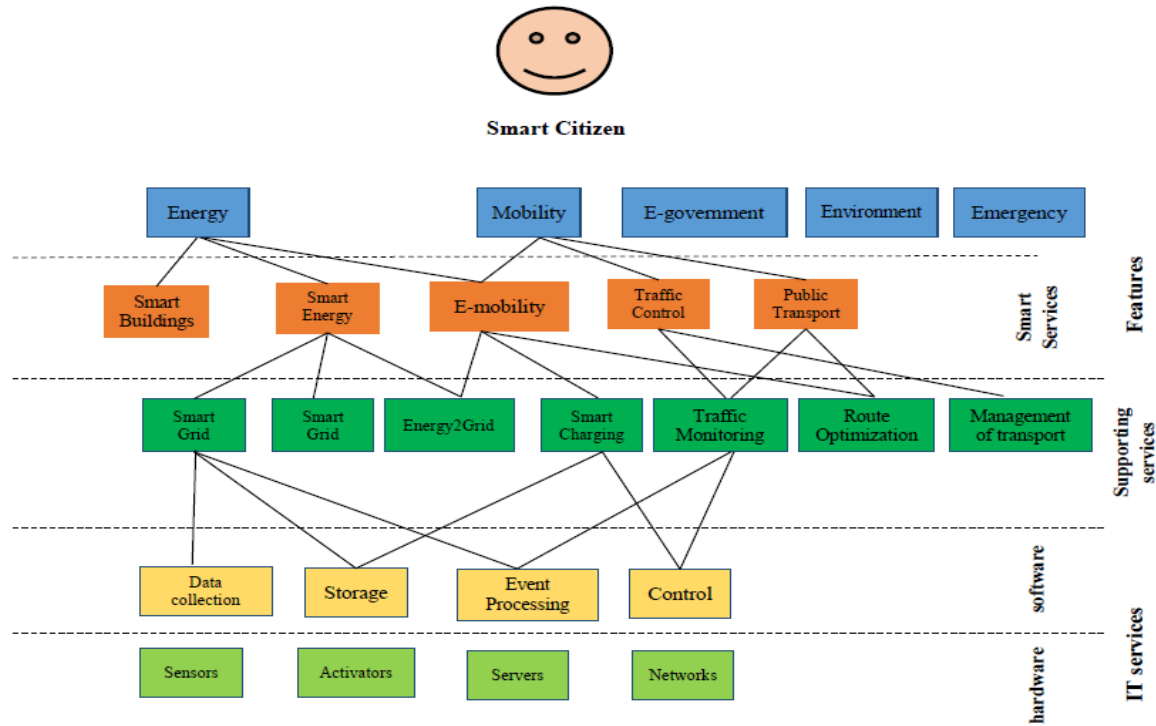 Smart Citizen
Energy
Mobility
E-government
Environment
Emergency
Smart
Buildings
Smart
Energy
E-mobility
Traffic
Control
Public
Transport
Smart
Services
Features
Smart
Grid
Smart
Grid
Energy2Grid
Smart
Charging
Traffic
Monitoring
Route
Optimization
Management
of transport
Supporting
services
Data
collection
Storage
Event
Processing
Control
software
Sensors
Activators
Servers
Networks
hardware
IT services